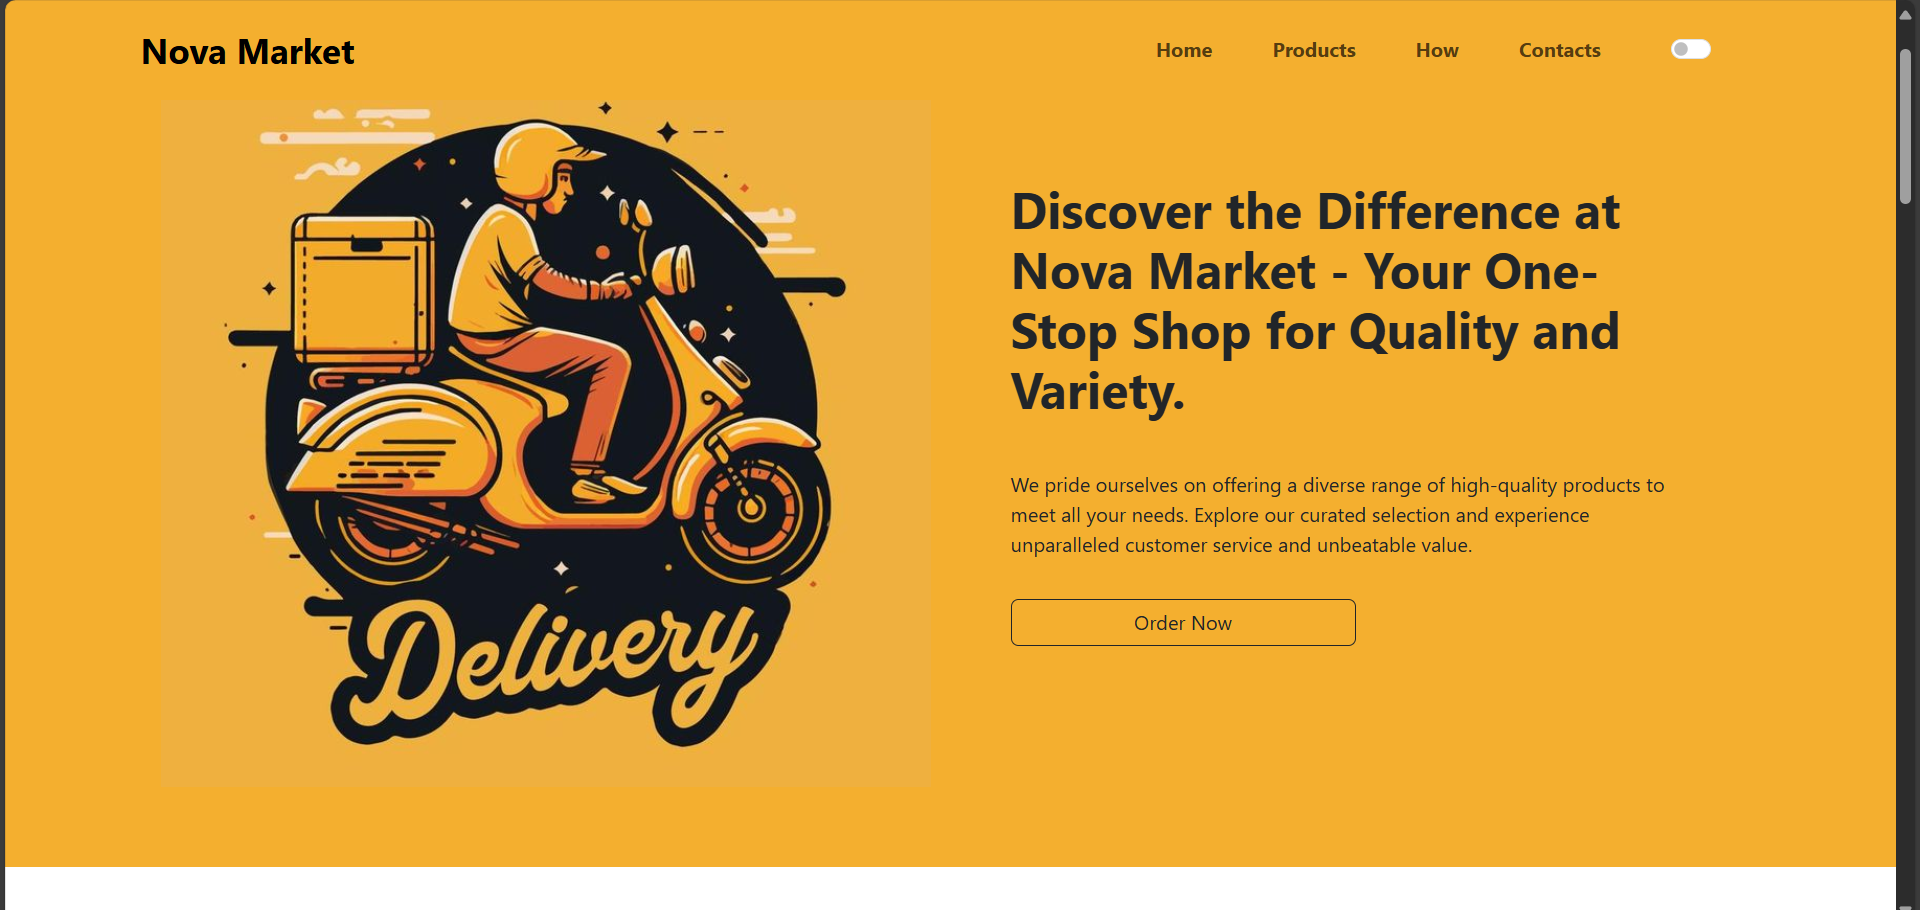 Nova Market
Home Products How Contacts
Discover the Difference at
Nova Market - Your One-
Stop Shop for Quality and
Variety.
We pride ourselves on offering a diverse range of high-quality products to
meet all your needs. Explore our curated selection and experience
unparalleled customer service and unbeatable value.
Order Now
Delivery